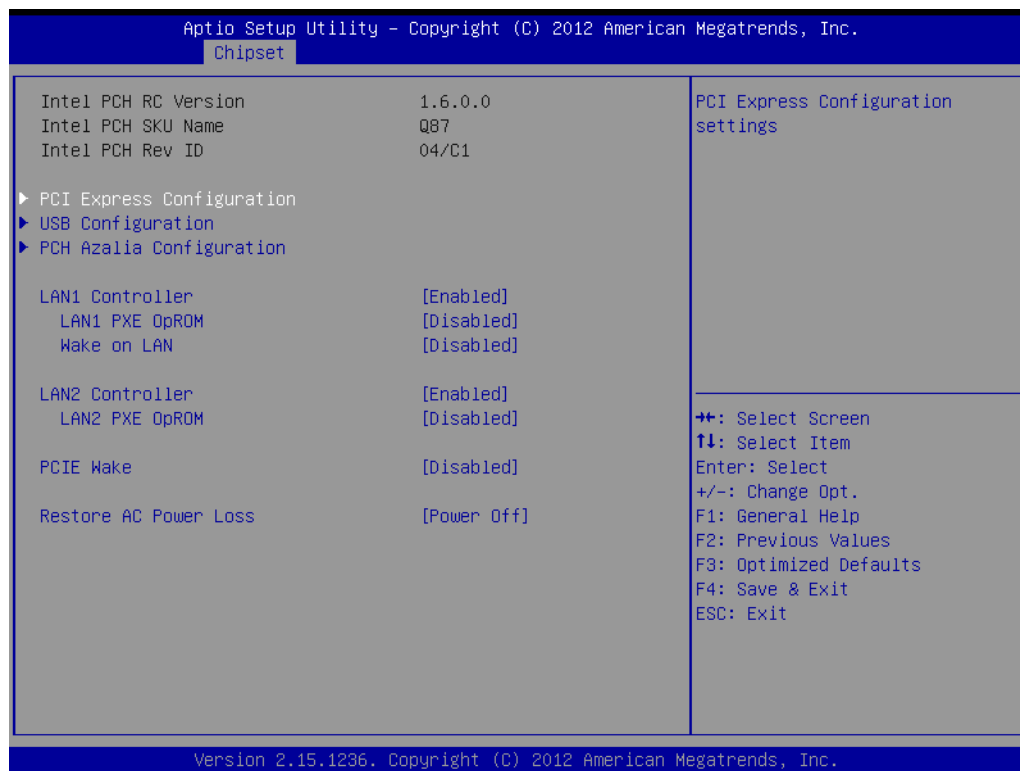 Aptio Setup Utility – Copyright (C) 2012 American Megatrends, Inc.
Chipset
Intel PCH RC Version 1.6.0.0
Intel PCH SKU Name Q87
Intel PCH Rev ID 04/C1
PCI Express Configuration
USB Configuration
PCH Azalia Configuration
LAN1 Controller [Enabled]
LAN1 PXE OpROM [Disabled]
Wake on LAN [Disabled]
LAN2 Controller [Enabled]
LAN2 PXE OpROM [Disabled]
PCIE Wake [Disabled]
Restore AC Power Loss [Power Off]
PCI Express Configuration
settings
→←: Select Screen
↑↓: Select Item
Enter: Select
+/-: Change Opt.
F1: General Help
F2: Previous Values
F3: Optimized Defaults
F4: Save & Exit
ESC: Exit
Version 2.15.1236. Copyright (C) 2012 American Megatrends, Inc.